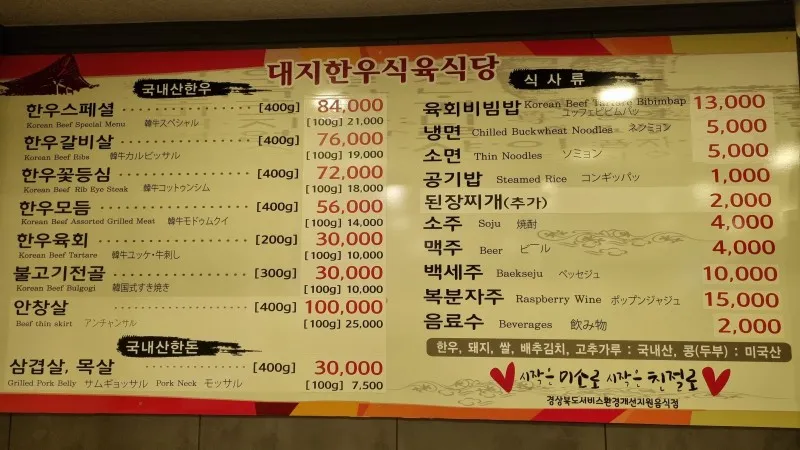 대지한우식육식당
국내산한우
한우스페셜 [400g] 84,000
Korean Beef Special Menu 韓牛スペシャル [100g] 21,000
한우갈비살 [400g] 76,000
Korean Beef Ribs 韓牛カルビッサル [100g] 19,000
한우꽃등심 [400g] 72,000
Korean Beef Rib Eye Steak 韓牛コットゥンシム [100g] 18,000
한우모듬 [400g] 56,000
Korean Beef Assorted Grilled Meat 韓牛モドゥムクイ [100g] 14,000
한우육회 [200g] 30,000
Korean Beef Tartare 韓牛ユッケ・牛刺し [100g] 10,000
불고기전골 [300g] 30,000
Korean Beef Bulgogi 韓国式すき焼き [100g] 10,000
안창살 [400g] 100,000
Beef thin skirt アンチャンサル [100g] 25,000
국내산한돈
삼겹살, 목살 [400g] 30,000
Grilled Pork Belly サムギョッサル Pork Neck モッサル [100g] 7,500
식사류
육회비빔밥 Korean Beef Tartare Bibimbap 13,000
ユッフェビビムバッ
냉면 Chilled Buckwheat Noodles ネンミョン 5,000
소면 Thin Noodles ソミョン 5,000
공기밥 Steamed Rice コンギッパッ 1,000
된장찌개(추가) 2,000
소주 Soju 焼酎 4,000
맥주 Beer ビール 4,000
백세주 Baekseju ベッセジュ 10,000
복분자주 Raspberry Wine ポップンジャジュ 15,000
음료수 Beverages 飲み物 2,000
한우, 돼지, 쌀, 배추김치, 고추가루 : 국내산, 콩(두부) : 미국산
시작은 미소로 시작은 친절로
경상북도서비스환경개선지원음식점